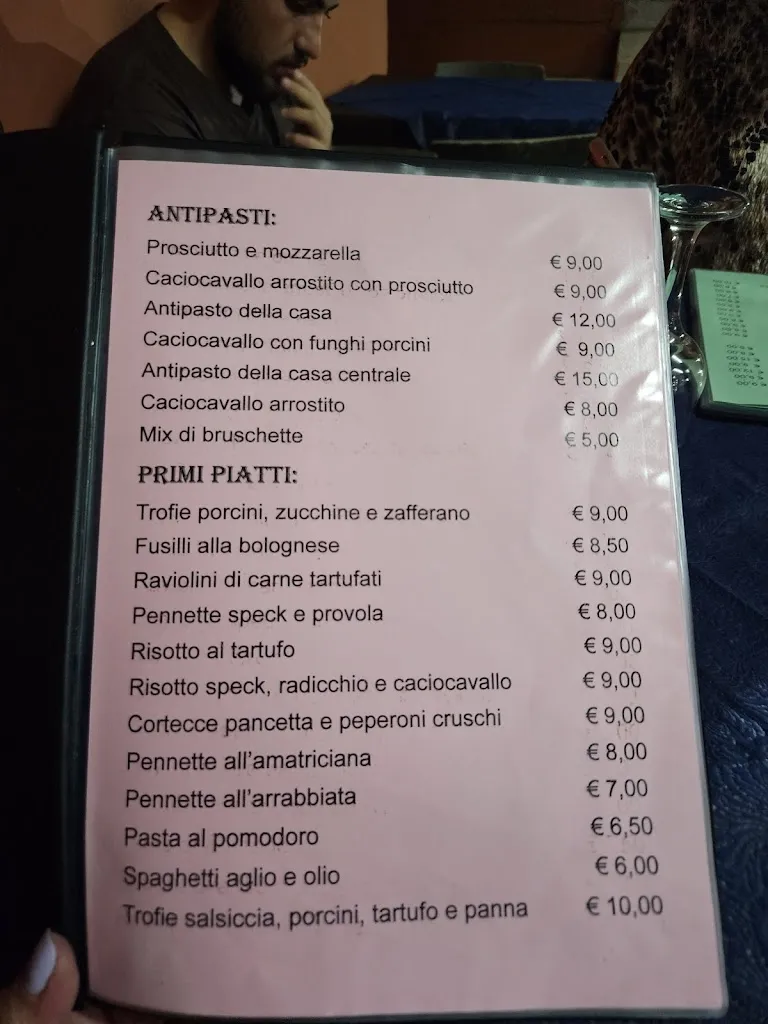 ANTIPASTI:
Prosciutto e mozzarella € 9,00
Caciocavallo arrostito con prosciutto € 9,00
Antipasto della casa € 12,00
Caciocavallo con funghi porcini € 9,00
Antipasto della casa centrale € 15,00
Caciocavallo arrostito € 8,00
Mix di bruschette € 5,00
PRIMI PIATTI:
Trofie porcini, zucchine e zafferano € 9,00
Fusilli alla bolognese € 8,50
Raviolini di carne tartufati € 9,00
Pennette speck e provola € 8,00
Risotto al tartufo € 9,00
Risotto speck, radicchio e caciocavallo € 9,00
Cortecce pancetta e peperoni cruschi € 9,00
Pennette all'amatriciana € 8,00
Pennette all'arrabbiata € 7,00
Pasta al pomodoro € 6,50
Spaghetti aglio e olio € 6,00
Trofie salsiccia, porcini, tartufo e panna € 10,00